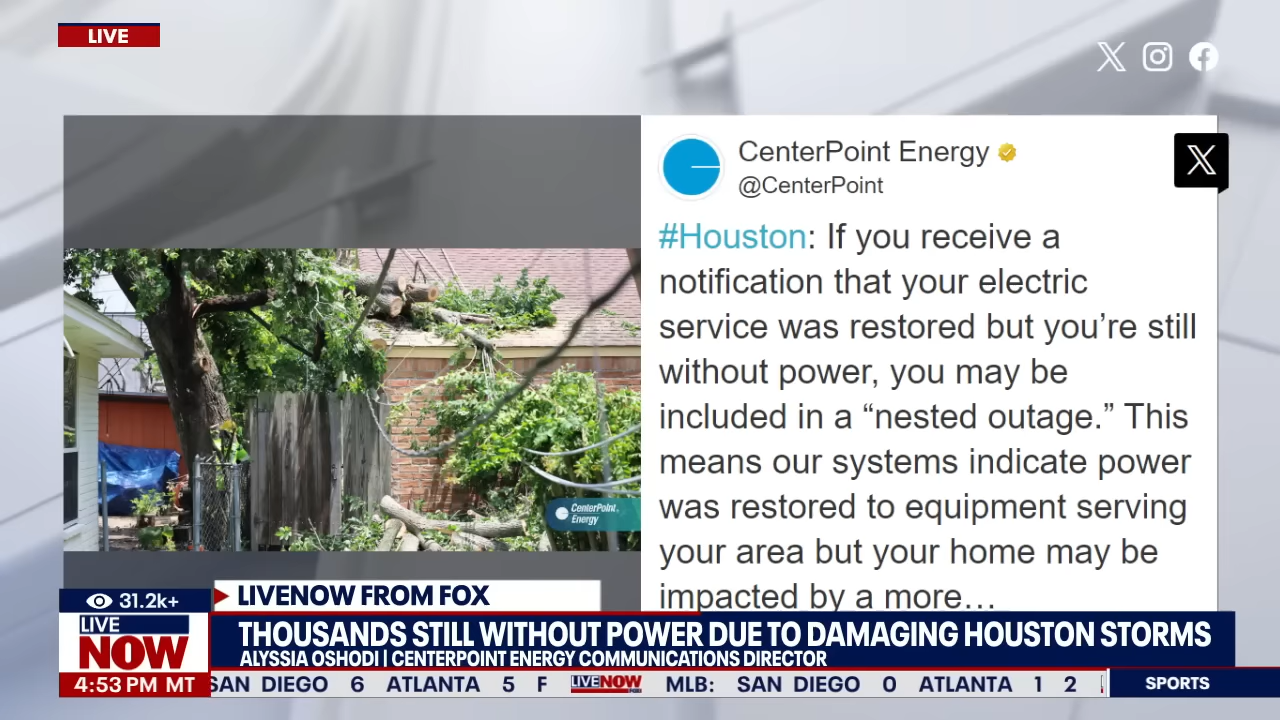 LIVE
CenterPoint Energy
@CenterPoint
X
#Houston: If you receive a
notification that your electric
service was restored but you’re still
without power, you may be
included in a “nested outage.” This
means our systems indicate power
was restored to equipment serving
your area but your home may be
impacted by a more…
CenterPoint®
Energy
31.2k+
LIVENOW FROM FOX
LIVE
NOW
THOUSANDS STILL WITHOUT POWER DUE TO DAMAGING HOUSTON STORMS
ALYSSIA OSHODI | CENTERPOINT ENERGY COMMUNICATIONS DIRECTOR
4:53 PM MT
SAN DIEGO 6 ATLANTA 5 F LIVENOW MLB: SAN DIEGO 0 ATLANTA 1 2
SPORTS